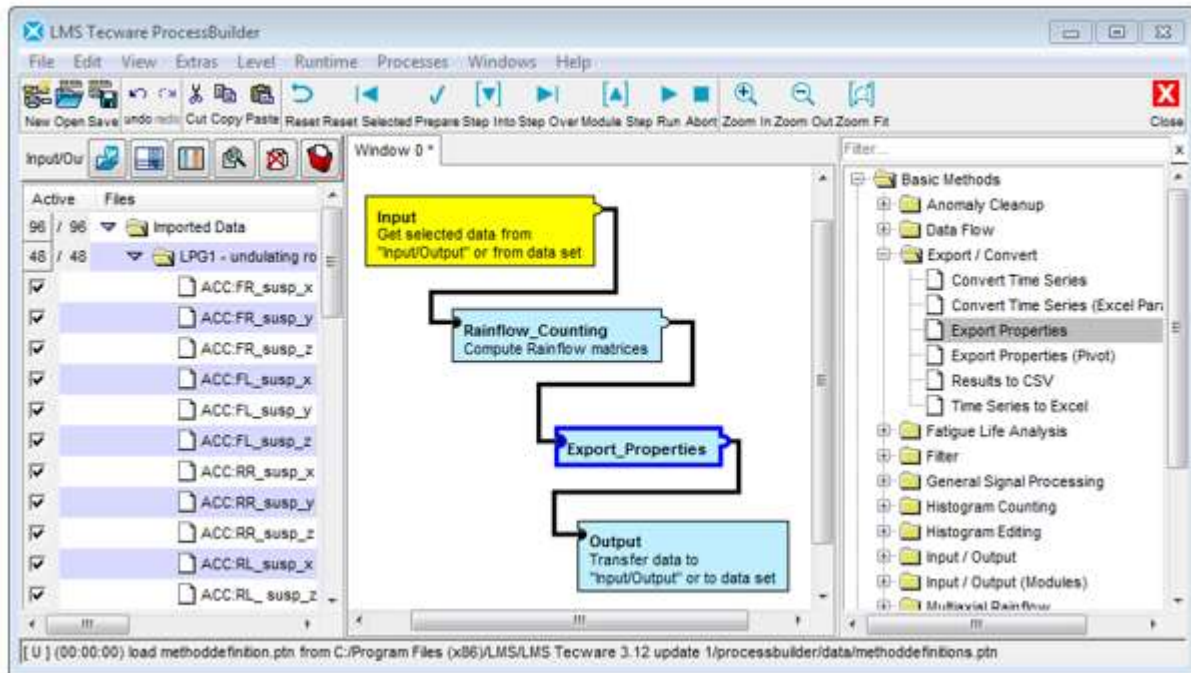 LMS Tecware ProcessBuilder
File Edit View Extras Level Runtime Processes Windows Help
New Open Save undo redo Cut Copy Paste Reset Reset Selected Prepare Step Into Step Over Module Step Run Abort Zoom In Zoom Out Zoom Fit Close
Input/Ou
Active Files
96 / 96 Imported Data
48 / 48 LPG1 - undulating ro
ACC:FR_susp_x
ACC:FR_susp_y
ACC:FR_susp_z
ACC:FL_susp_x
ACC:FL_susp_y
ACC:FL_susp_z
ACC:RR_susp_x
ACC:RR_susp_y
ACC:RR_susp_z
ACC:RL_susp_x
ACC:RL_ susp_z
Window 0 *
Input
Get selected data from
"Input/Output" or from data set
Rainflow_Counting
Compute Rainflow matrices
Export_Properties
Output
Transfer data to
"Input/Output" or to data set
Filter...
x
Basic Methods
Anomaly Cleanup
Data Flow
Export / Convert
Convert Time Series
Convert Time Series (Excel Para
Export Properties
Export Properties (Pivot)
Results to CSV
Time Series to Excel
Fatigue Life Analysis
Filter
General Signal Processing
Histogram Counting
Histogram Editing
Input / Output
Input / Output (Modules)
Multiaxial Rainflow
[ U ] (00:00:00) load methoddefinition.ptn from C:/Program Files (x86)/LMS/LMS Tecware 3.12 update 1/processbuilder/data/methoddefinitions.ptn